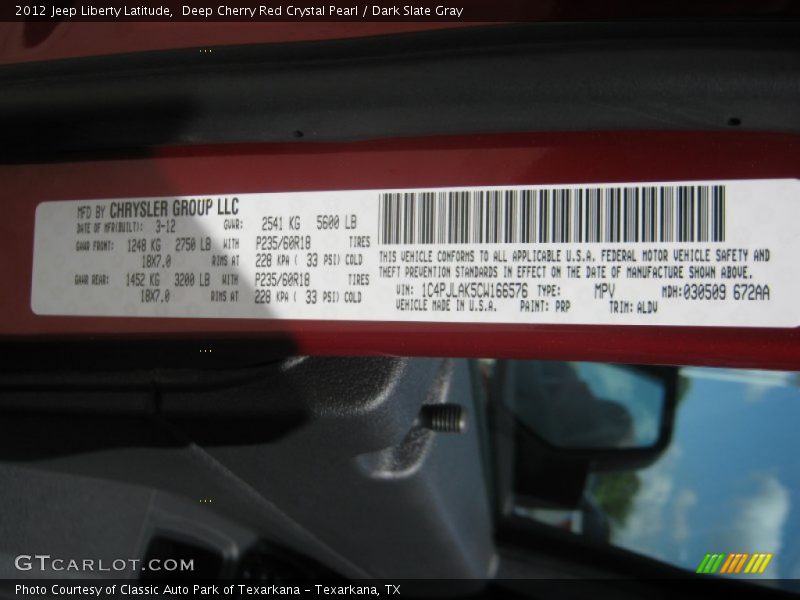 2012 Jeep Liberty Latitude,  Deep Cherry Red Crystal Pearl / Dark Slate Gray
MFD BY CHRYSLER GROUP LLC
DATE OF MFR(BUILT): 3-12 GVWR: 2541 KG 5600 LB
GAWR FRONT: 1248 KG 2750 LB WITH P235/60R18 TIRES
18X7.0 RIMS AT 228 KPA ( 33 PSI) COLD
GAWR REAR: 1452 KG 3200 LB WITH P235/60R18 TIRES
18X7.0 RIMS AT 228 KPA ( 33 PSI) COLD
THIS VEHICLE CONFORMS TO ALL APPLICABLE U.S.A. FEDERAL MOTOR VEHICLE SAFETY AND
THEFT PREVENTION STANDARDS IN EFFECT ON THE DATE OF MANUFACTURE SHOWN ABOVE.
VIN: 1C4PJLAK5CW166576 TYPE: MPV MDH:030509 672AA
VEHICLE MADE IN U.S.A. PAINT: PRP TRIM: ALDV
GTCARLOT.COM
Photo Courtesy of Classic Auto Park of Texarkana - Texarkana, TX